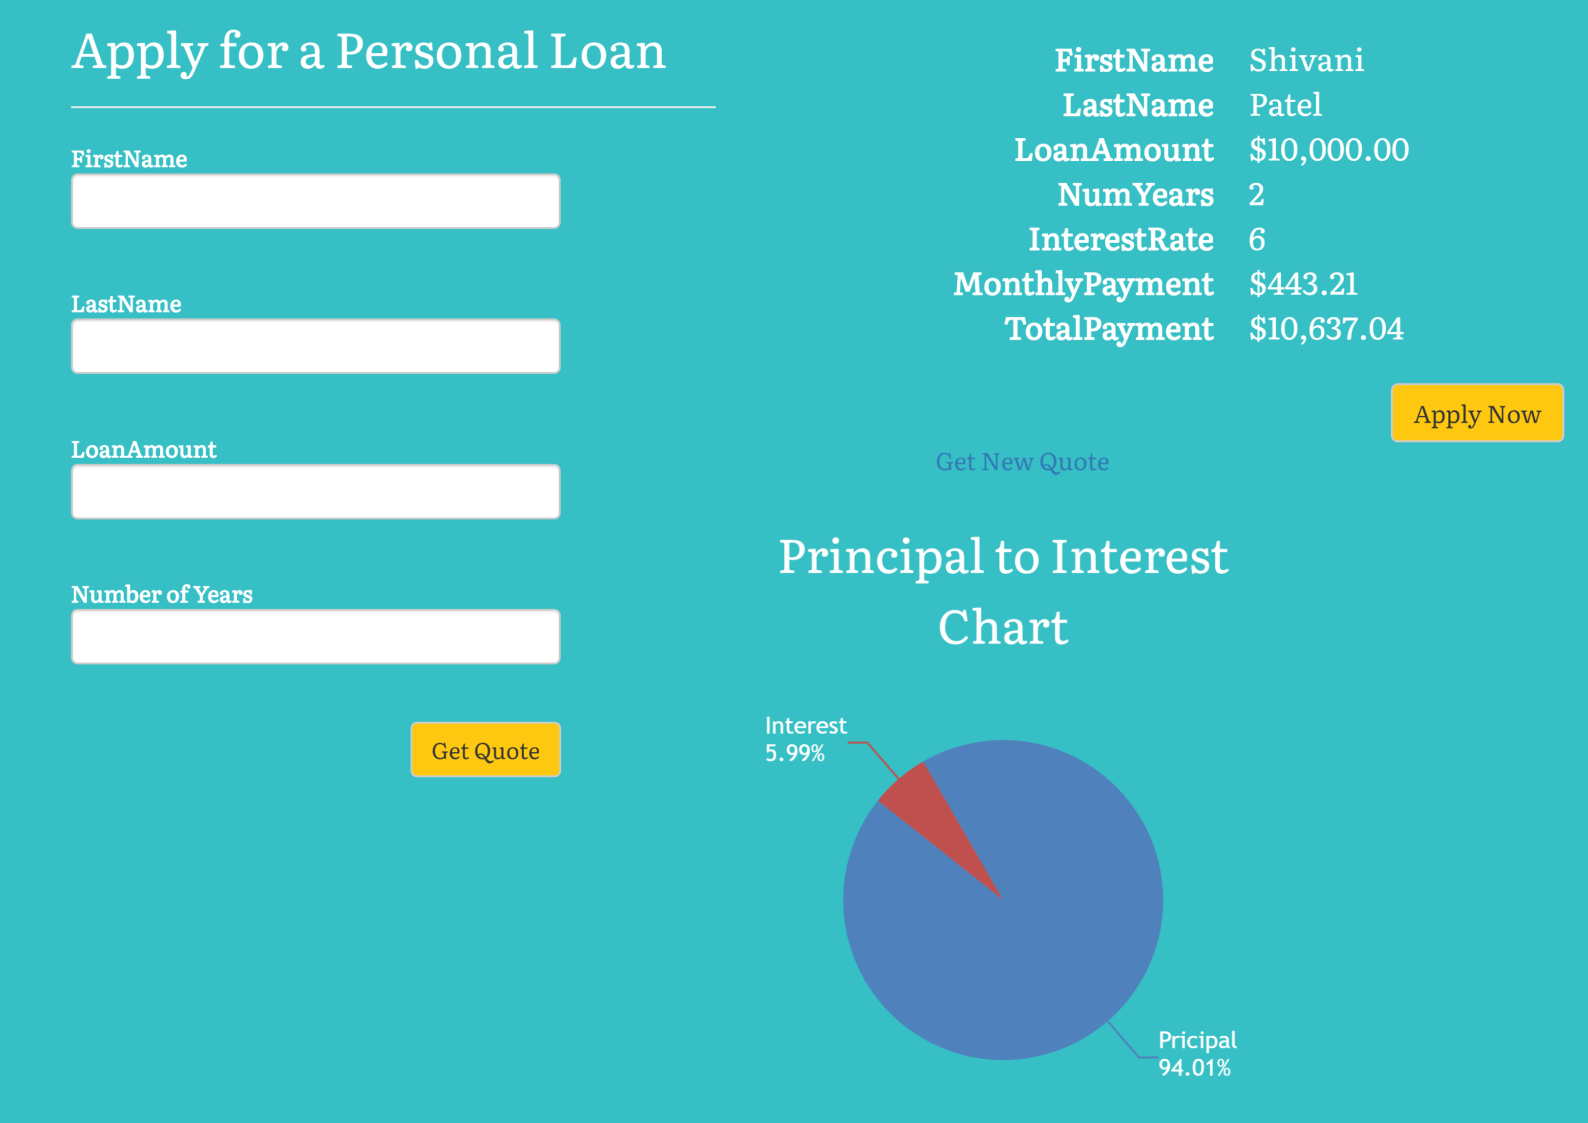 Apply for a Personal Loan
FirstName
LastName
LoanAmount
Number of Years
Get Quote
FirstName Shivani
LastName Patel
LoanAmount $10,000.00
NumYears 2
InterestRate 6
MonthlyPayment $443.21
TotalPayment $10,637.04
Apply Now
Get New Quote
Principal to Interest
Chart
Interest
5.99%
Pricipal
94.01%